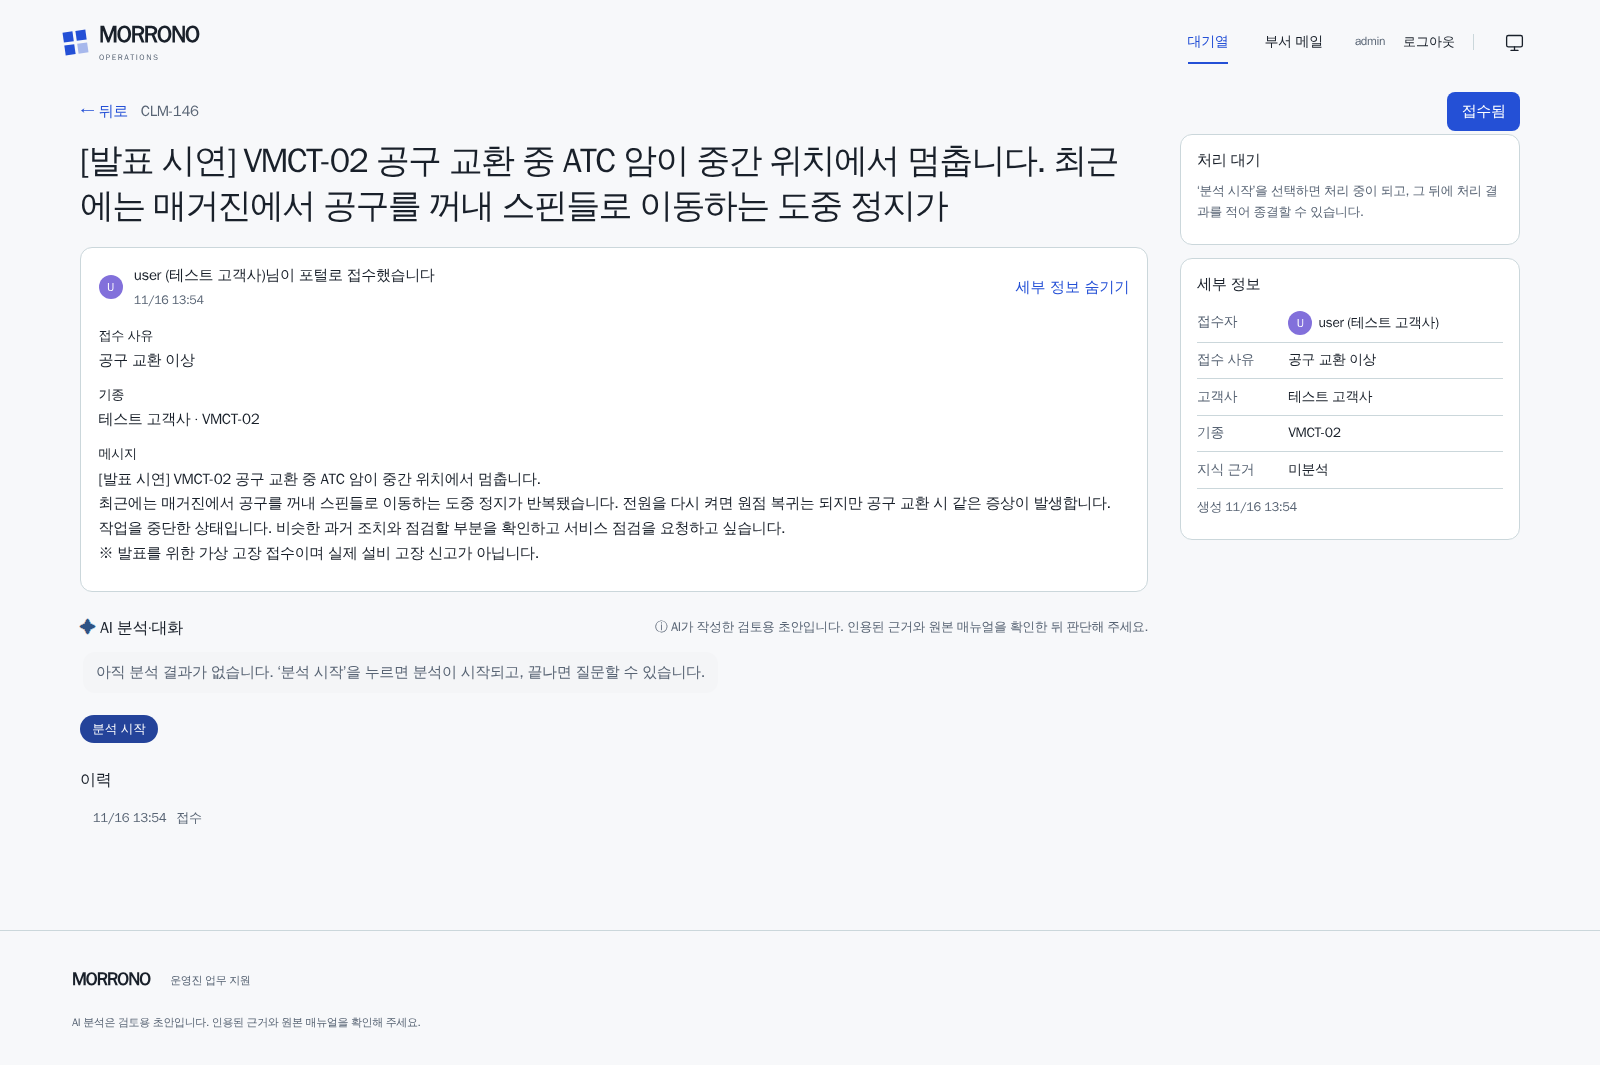 MORRONO
OPERATIONS
대기열
부서 메일
admin
로그아웃
← 뒤로
CLM-146
접수됨
[발표 시연] VMCT-02 공구 교환 중 ATC 암이 중간 위치에서 멈춥니다. 최근
에는 매거진에서 공구를 꺼내 스핀들로 이동하는 도중 정지가
U
user (테스트 고객사)님이 포털로 접수했습니다
11/16 13:54
세부 정보 숨기기
접수 사유
공구 교환 이상
기종
테스트 고객사 · VMCT-02
메시지
[발표 시연] VMCT-02 공구 교환 중 ATC 암이 중간 위치에서 멈춥니다.
최근에는 매거진에서 공구를 꺼내 스핀들로 이동하는 도중 정지가 반복됐습니다. 전원을 다시 켜면 원점 복귀는 되지만 공구 교환 시 같은 증상이 발생합니다.
작업을 중단한 상태입니다. 비슷한 과거 조치와 점검할 부분을 확인하고 서비스 점검을 요청하고 싶습니다.
※ 발표를 위한 가상 고장 접수이며 실제 설비 고장 신고가 아닙니다.
AI 분석·대화
ⓘ AI가 작성한 검토용 초안입니다. 인용된 근거와 원본 매뉴얼을 확인한 뒤 판단해 주세요.
아직 분석 결과가 없습니다. ‘분석 시작’을 누르면 분석이 시작되고, 끝나면 질문할 수 있습니다.
분석 시작
이력
11/16 13:54 접수
처리 대기
‘분석 시작’을 선택하면 처리 중이 되고, 그 뒤에 처리 결
과를 적어 종결할 수 있습니다.
세부 정보
접수자
U
user (테스트 고객사)
접수 사유
공구 교환 이상
고객사
테스트 고객사
기종
VMCT-02
지식 근거
미분석
생성 11/16 13:54
MORRONO
운영진 업무 지원
AI 분석은 검토용 초안입니다. 인용된 근거와 원본 매뉴얼을 확인해 주세요.